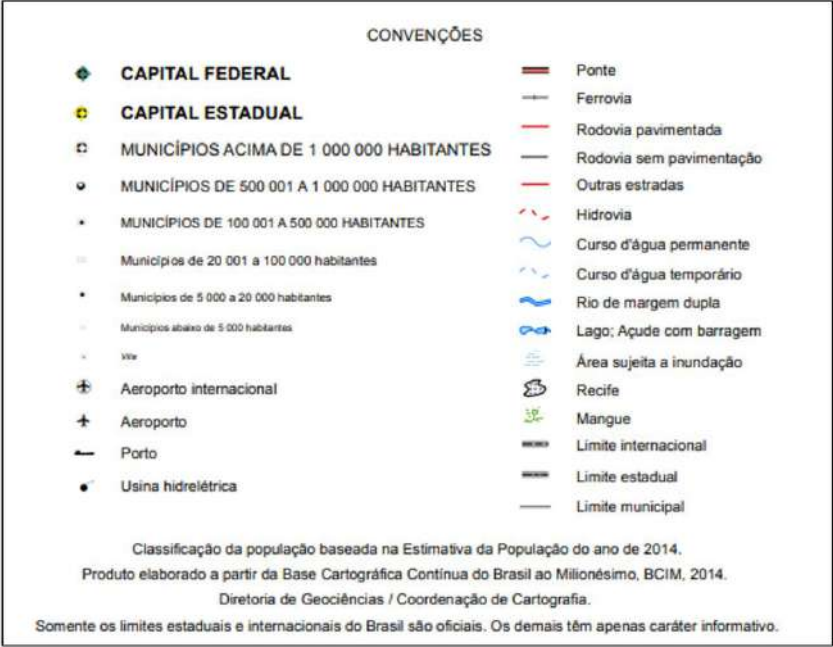 CONVENÇÕES
CAPITAL FEDERAL
CAPITAL ESTADUAL
MUNICÍPIOS ACIMA DE 1 000 000 HABITANTES
MUNICÍPIOS DE 500 001 A 1 000 000 HABITANTES
MUNICÍPIOS DE 100 001 A 500 000 HABITANTES
Municípios de 20 001 a 100 000 habitantes
Municípios de 5 000 a 20 000 habitantes
Municípios abaixo de 5 000 habitantes
Vila
Aeroporto internacional
Aeroporto
Porto
Usina hidrelétrica
Ponte
Ferrovia
Rodovia pavimentada
Rodovia sem pavimentação
Outras estradas
Hidrovia
Curso d'água permanente
Curso d'água temporário
Rio de margem dupla
Lago; Açude com barragem
Área sujeita a inundação
Recife
Mangue
Limite internacional
Limite estadual
Limite municipal
Classificação da população baseada na Estimativa da População do ano de 2014.
Produto elaborado a partir da Base Cartográfica Contínua do Brasil ao Milionésimo, BCIM, 2014.
Diretoria de Geociências / Coordenação de Cartografia.
Somente os limites estaduais e internacionais do Brasil são oficiais. Os demais têm apenas caráter informativo.